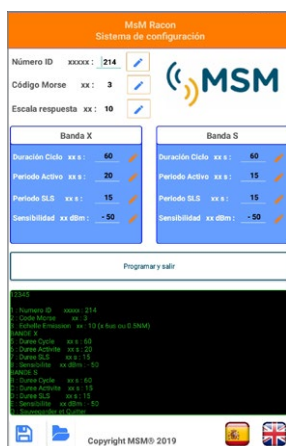 MsM Racon
Sistema de configuración
Número ID xxxxx : 214
Código Morse xx : 3
Escala respuesta xx : 10
MSM
Banda X
Duración Ciclo xx s : 60
Periodo Activo xx s : 20
Periodo SLS xx s : 15
Sensibilidad xx dBm : - 50
Banda S
Duración Ciclo xx s : 60
Periodo Activo xx s : 15
Periodo SLS xx s : 15
Sensibilidad xx dBm : - 50
Programar y salir
12345
: Numero ID xxxxx : 214
: Code Morse xx : 3
: Echelle Emission xx : 10 (x 6us ou 0.5NM)
BANDE X
: Duree Cycle xx s : 60
: Duree Activite xx s : 20
: Duree SLS xx s : 15
: Sensibilite xx dBm : - 50
BANDE S
: Duree Cycle xx s : 60
: Duree Activite xx s : 15
: Duree SLS xx s : 15
: Sensibilite xx dBm : - 50
: Sauvegarder et Quitter
Copyright MSM® 2019